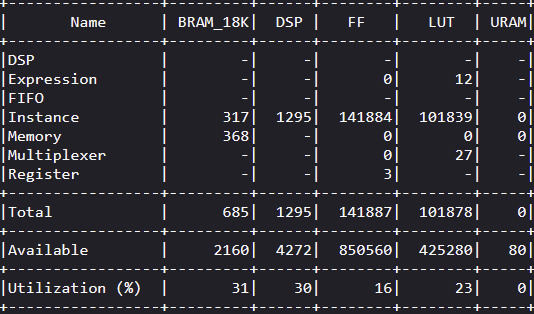 +-----------------+---------+------+--------+--------+-----+
|       Name      | BRAM_18K|  DSP |   FF   |   LUT  | URAM|
+-----------------+---------+------+--------+--------+-----+
|DSP              |        -|     -|       -|       -|    -|
|Expression       |        -|     -|       0|      12|    -|
|FIFO             |        -|     -|       -|       -|    -|
|Instance         |      317|  1295|  141884|  101839|    0|
|Memory           |      368|     -|       0|       0|    0|
|Multiplexer      |        -|     -|       0|      27|    -|
|Register         |        -|     -|       3|       -|    -|
+-----------------+---------+------+--------+--------+-----+
|Total            |      685|  1295|  141887|  101878|    0|
+-----------------+---------+------+--------+--------+-----+
|Available        |     2160|  4272|  850560|  425280|   80|
+-----------------+---------+------+--------+--------+-----+
|Utilization (%)  |       31|    30|      16|      23|    0|
+-----------------+---------+------+--------+--------+-----+